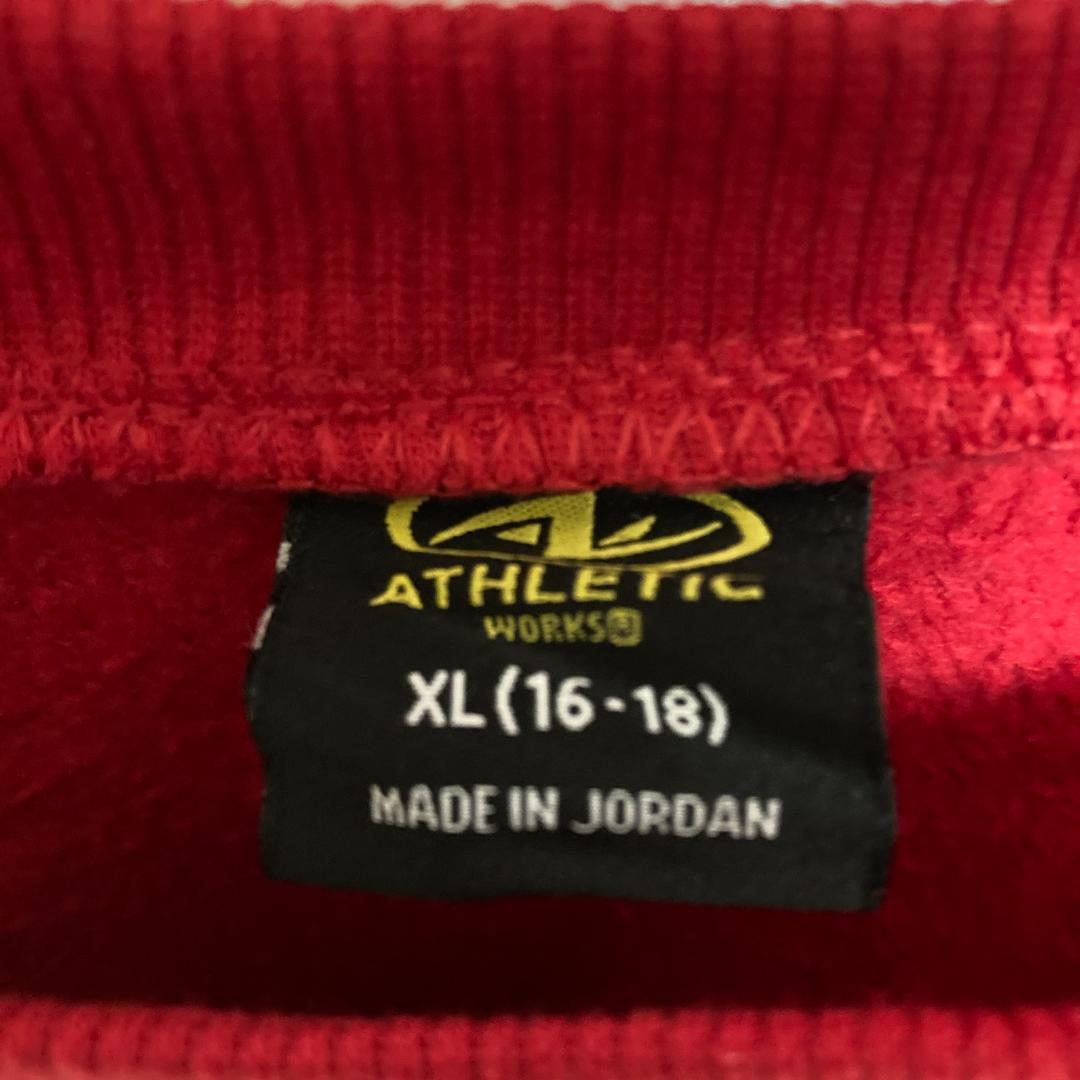 ATHLETIC
WORKS®
XL (16-18)
MADE IN JORDAN